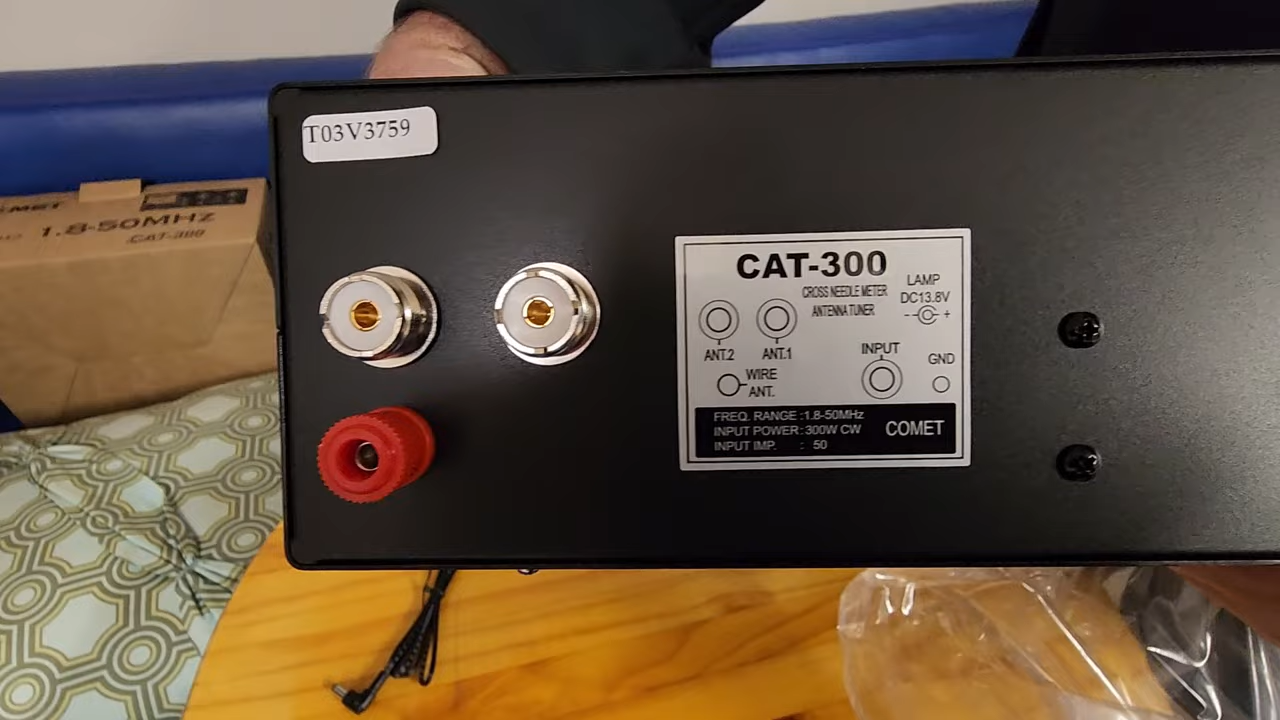 T03V3759
1.8-50MHz
CAT-300
CAT-300
CROSS NEEDLE METER
ANTENNA TUNER
LAMP
DC13.8V
- +
ANT.2
ANT.1
INPUT
GND
WIRE
ANT.
FREQ. RANGE :1.8-50MHz
INPUT POWER:300W CW
INPUT IMP. : 50
COMET